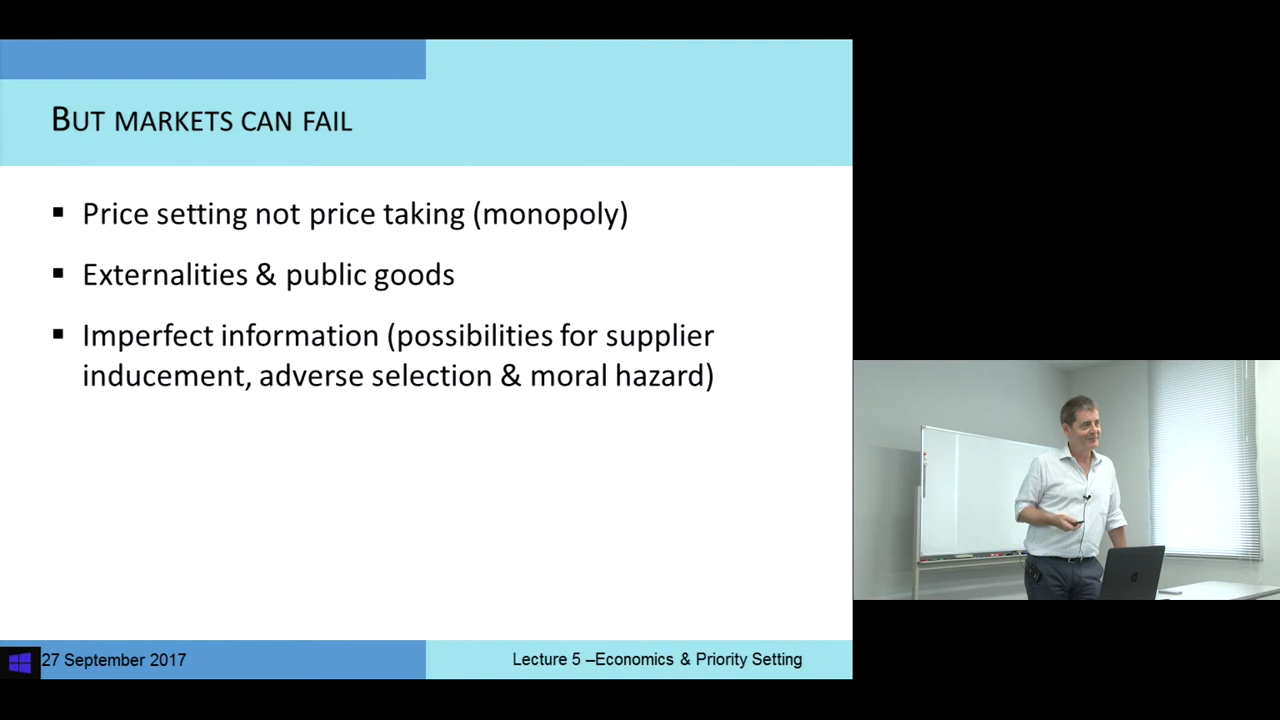 BUT MARKETS CAN FAIL
▪ Price setting not price taking (monopoly)
▪ Externalities & public goods
▪ Imperfect information (possibilities for supplier
inducement, adverse selection & moral hazard)
27 September 2017
Lecture 5 –Economics & Priority Setting